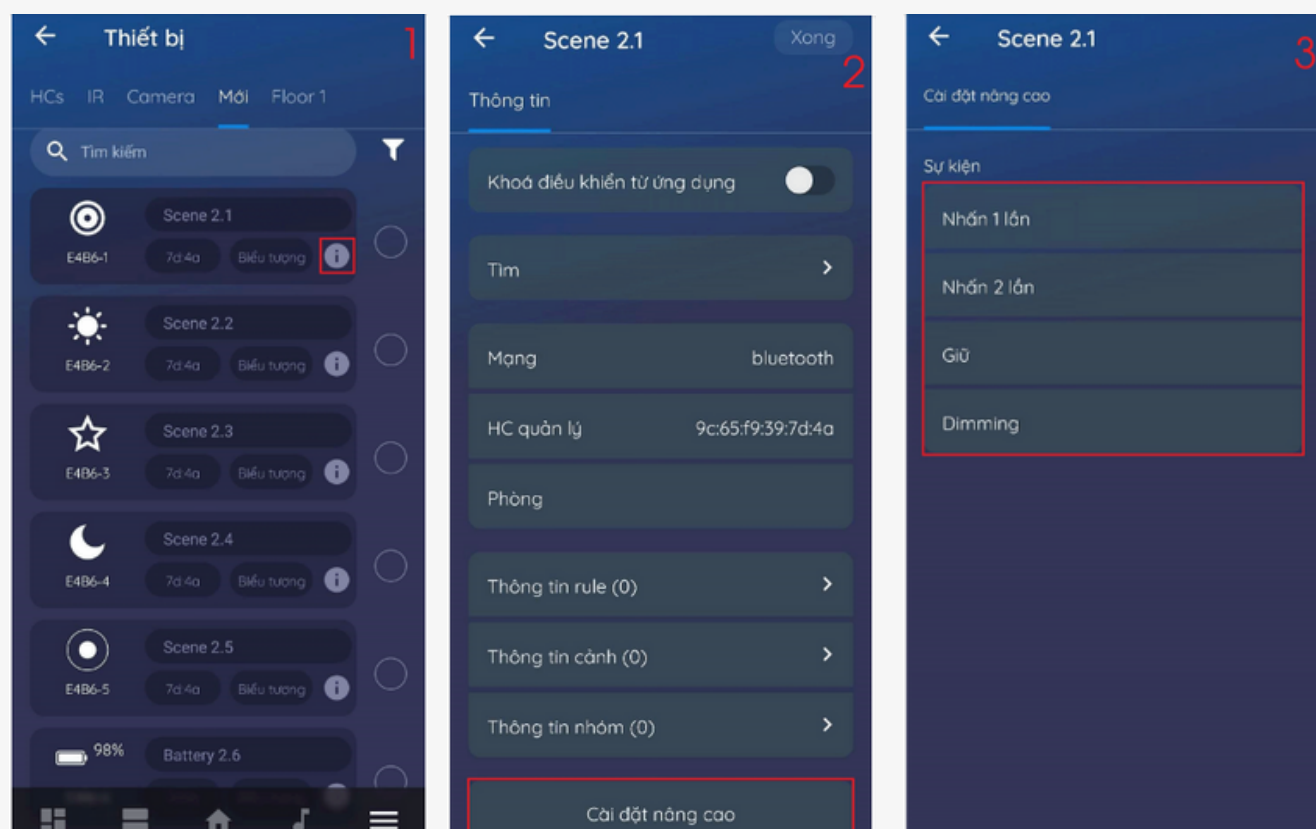 Thiết bị
1
HCs IR Camera Mới Floor 1
Tìm kiếm
Scene 2.1
E4B6-1 7d:4a Biểu tượng i
Scene 2.2
E4B6-2 7d:4a Biểu tượng i
Scene 2.3
E4B6-3 7d:4a Biểu tượng i
Scene 2.4
E4B6-4 7d:4a Biểu tượng i
Scene 2.5
E4B6-5 7d:4a Biểu tượng i
98% Battery 2.6
Scene 2.1 Xong
2
Thông tin
Khoá điều khiển từ ứng dụng
Tìm
Mạng bluetooth
HC quản lý 9c:65:f9:39:7d:4a
Phòng
Thông tin rule (0)
Thông tin cảnh (0)
Thông tin nhóm (0)
Cài đặt nâng cao
Scene 2.1
3
Cài đặt nâng cao
Sự kiện
Nhấn 1 lần
Nhấn 2 lần
Giữ
Dimming